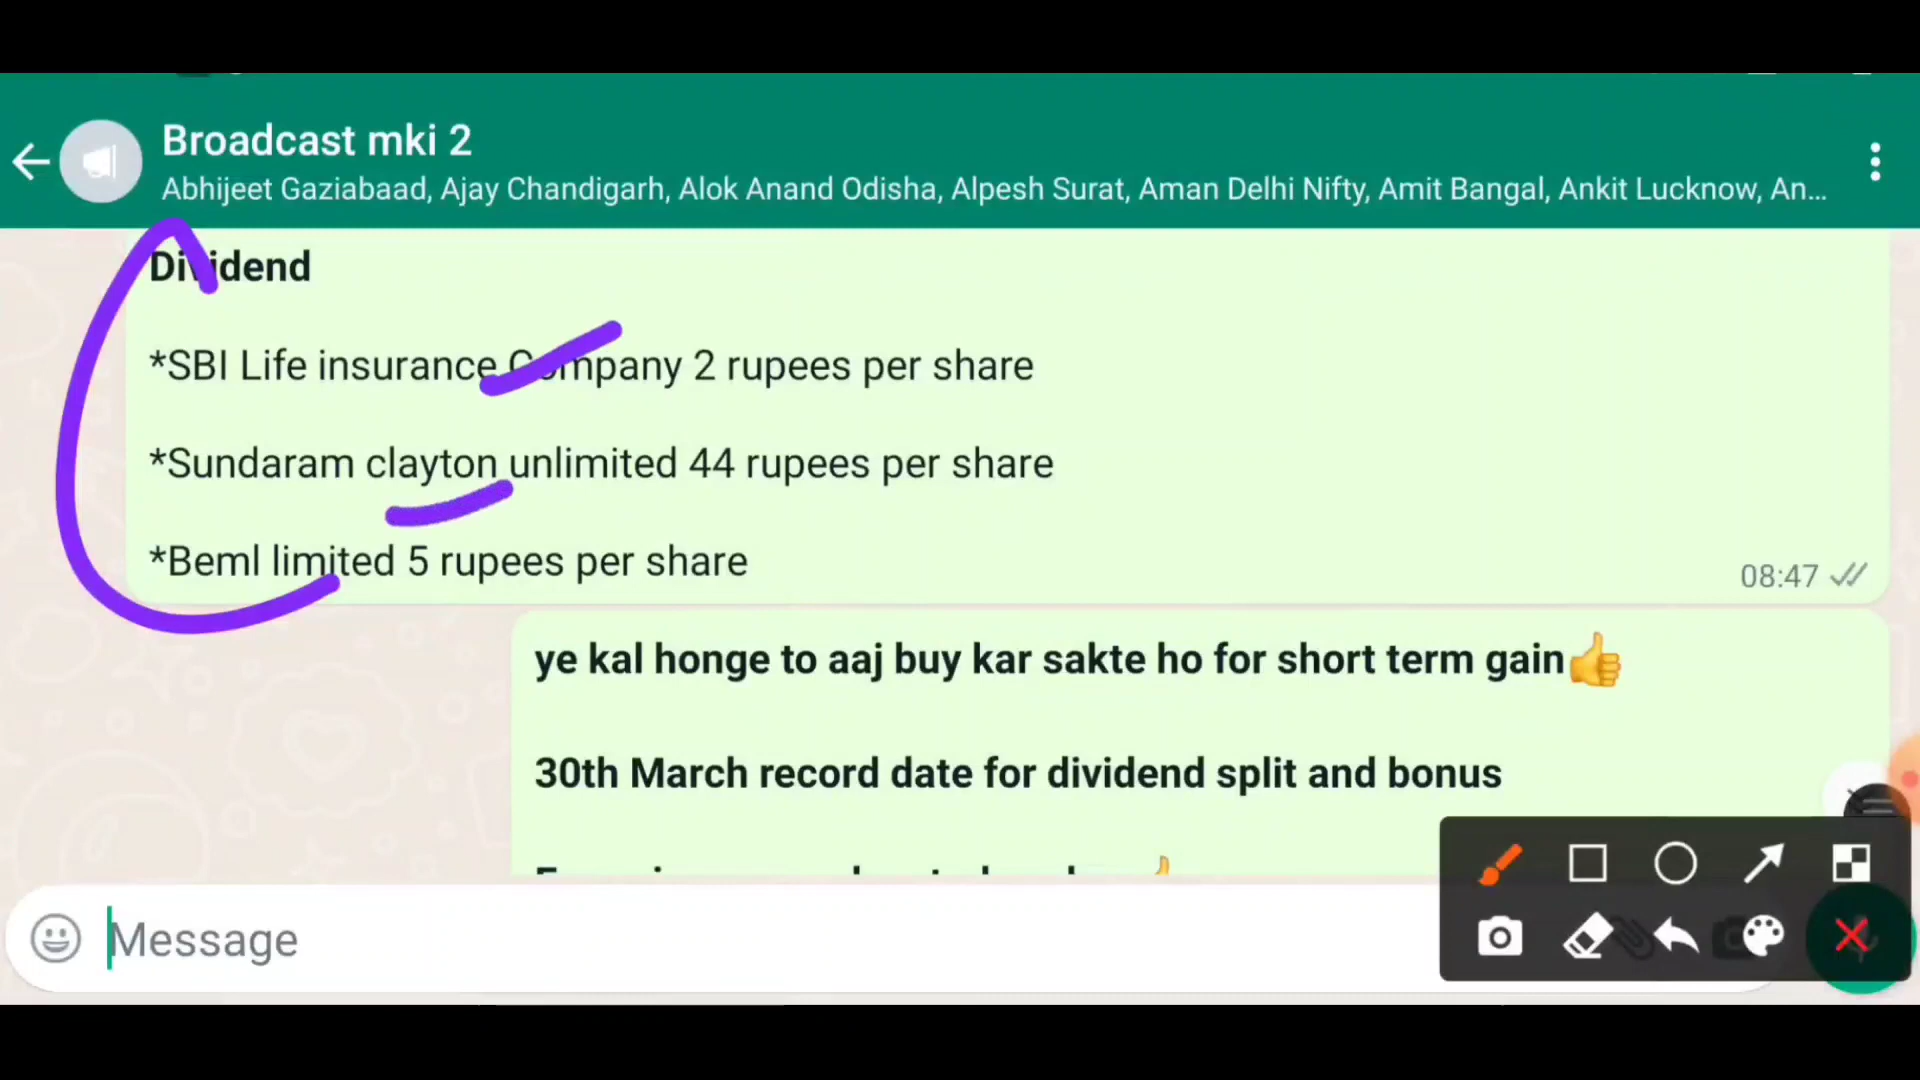 Broadcast mki 2
Abhijeet Gaziabaad, Ajay Chandigarh, Alok Anand Odisha, Alpesh Surat, Aman Delhi Nifty, Amit Bangal, Ankit Lucknow, An...
Dividend
*SBI Life insurance Company 2 rupees per share
*Sundaram clayton unlimited 44 rupees per share
*Beml limited 5 rupees per share
08:47
ye kal honge to aaj buy kar sakte ho for short term gain👍
30th March record date for dividend split and bonus
Message